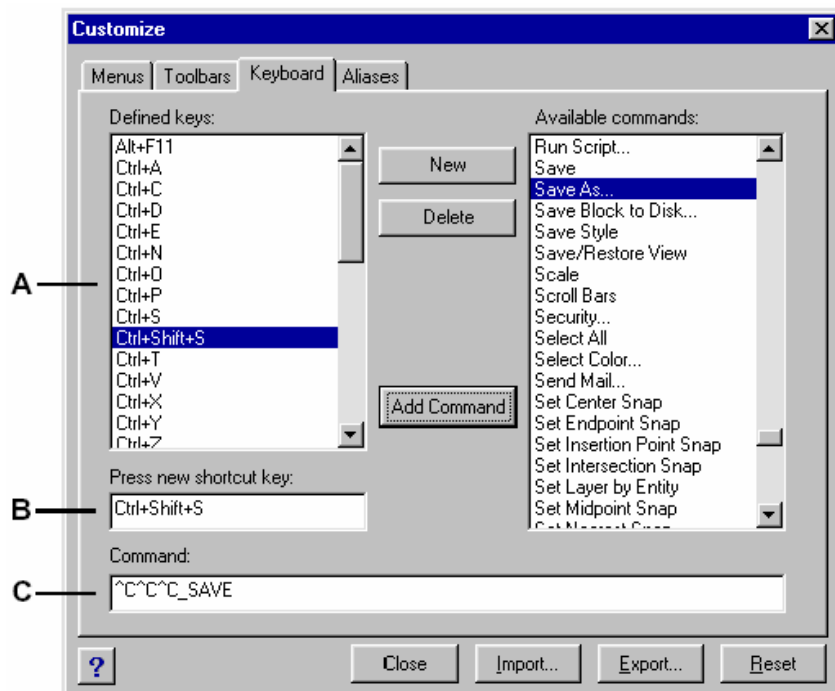 Customize
Menus Toolbars Keyboard Aliases
Defined keys:
Alt+F11
Ctrl+A
Ctrl+C
Ctrl+D
Ctrl+E
Ctrl+N
Ctrl+O
Ctrl+P
Ctrl+S
Ctrl+Shift+S
Ctrl+T
Ctrl+V
Ctrl+X
Ctrl+Y
Ctrl+Z
A
New
Delete
Add Command
Available commands:
Run Script...
Save
Save As...
Save Block to Disk...
Save Style
Save/Restore View
Scale
Scroll Bars
Security...
Select All
Select Color...
Send Mail...
Set Center Snap
Set Endpoint Snap
Set Insertion Point Snap
Set Intersection Snap
Set Layer by Entity
Set Midpoint Snap
Set Nearest Snap
Press new shortcut key:
B
Ctrl+Shift+S
Command:
C
^C^C^C_SAVE
?
Close Import... Export... Reset